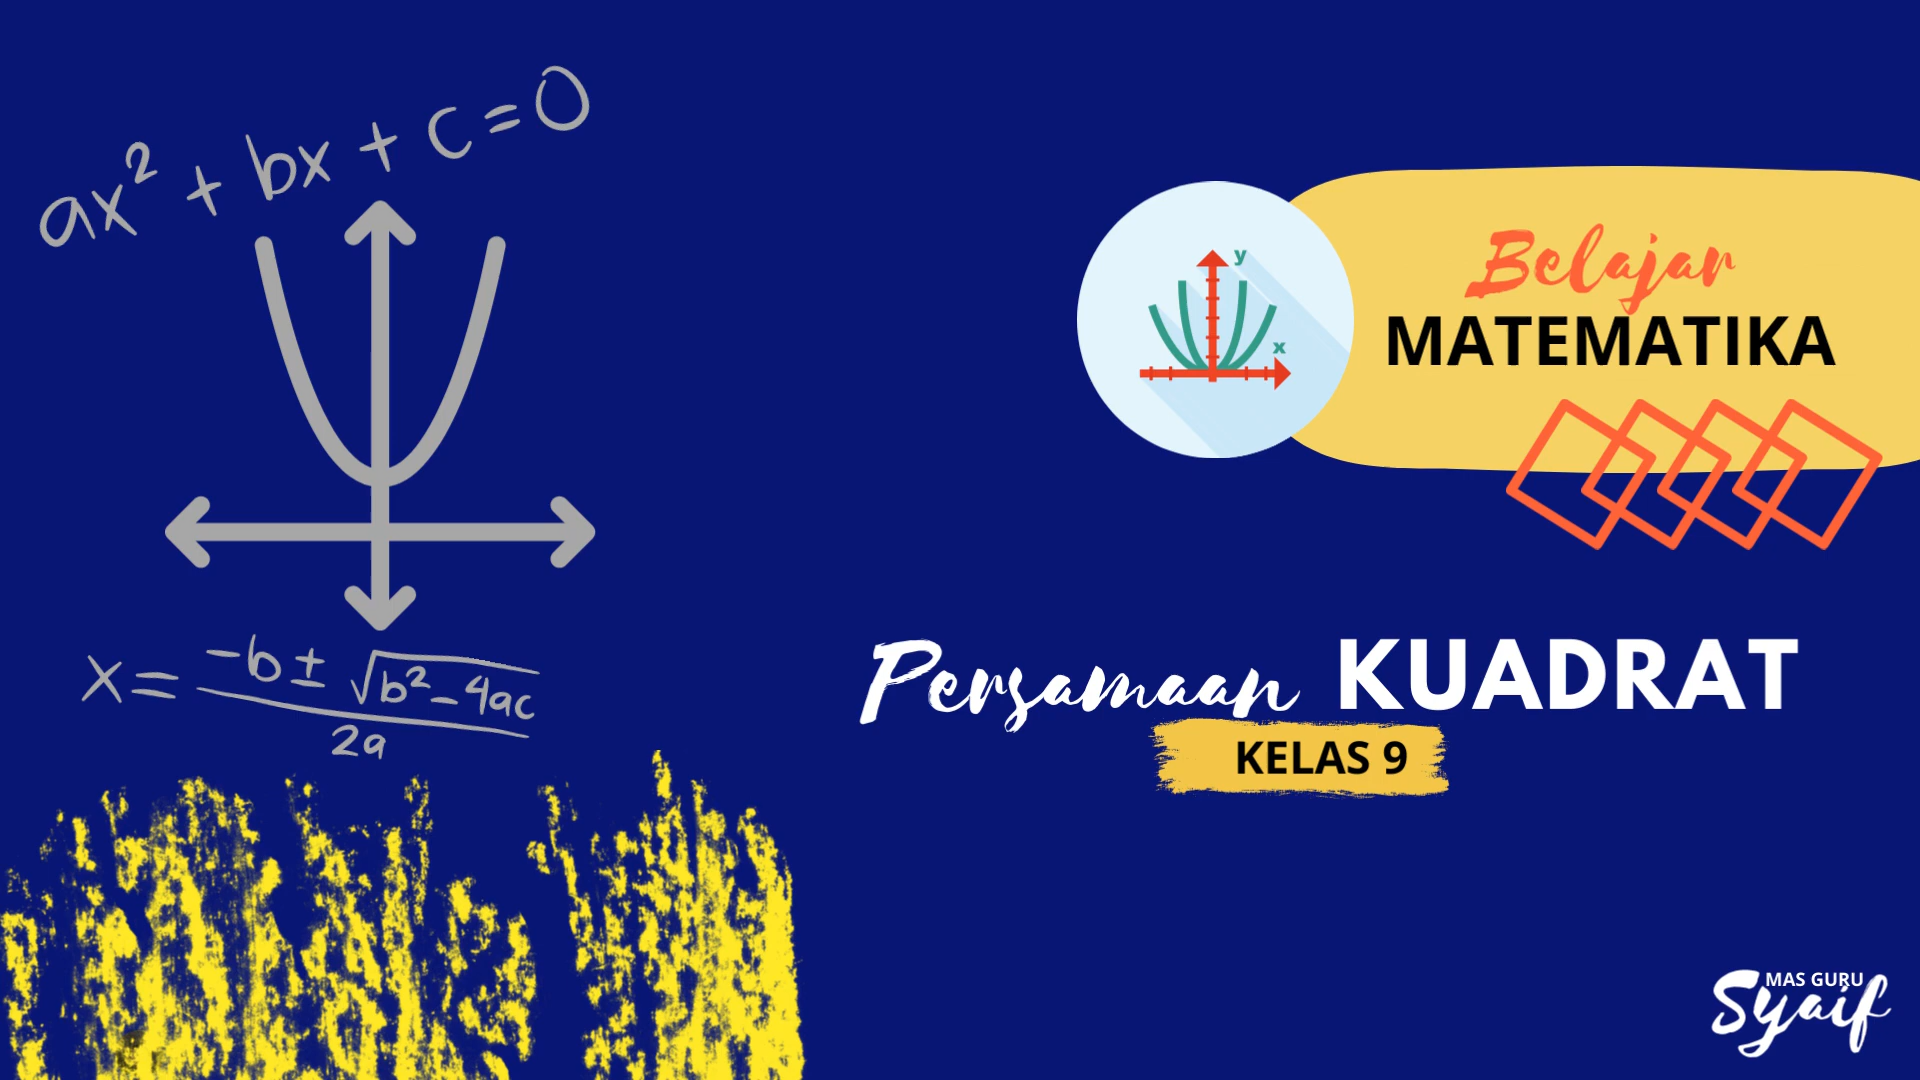 ax² + bx + c = 0
x = -b ± √b² - 4ac
2a
y
x
Belajar
MATEMATIKA
Persamaan KUADRAT
KELAS 9
MAS GURU
Syaif